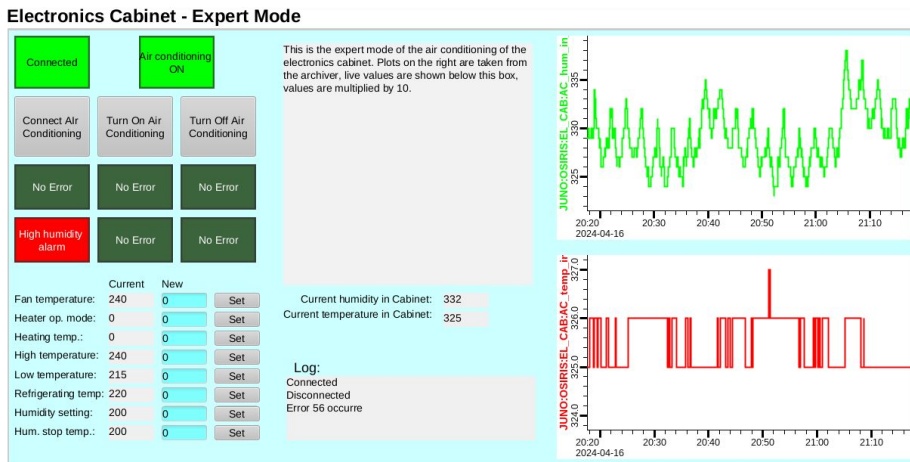 Electronics Cabinet - Expert Mode
Connected
Air conditioning
ON
Connect AIr
Conditioning
Turn On Air
Conditioning
Turn Off Air
Conditioning
No Error
No Error
No Error
High humidity
alarm
No Error
No Error
Current New
Fan temperature: 240 0 Set
Heater op. mode: 0 0 Set
Heating temp.: 0 0 Set
High temperature: 240 0 Set
Low temperature: 215 0 Set
Refrigerating temp: 220 0 Set
Humidity setting: 200 0 Set
Hum. stop temp.: 200 0 Set
This is the expert mode of the air conditioning of the
electronics cabinet. Plots on the right are taken from
the archiver, live values are shown below this box,
values are multiplied by 10.
Current humidity in Cabinet: 332
Current temperature in Cabinet: 325
Log:
Connected
Disconnected
Error 56 occurre
JUNO:OSIRIS:EL_CAB:AC_hum_in
335
330
325
20:20 20:30 20:40 20:50 21:00 21:10
2024-04-16
JUNO:OSIRIS:EL_CAB:AC_temp_in
327.0
326.0
325.0
324.0
20:20 20:30 20:40 20:50 21:00 21:10
2024-04-16